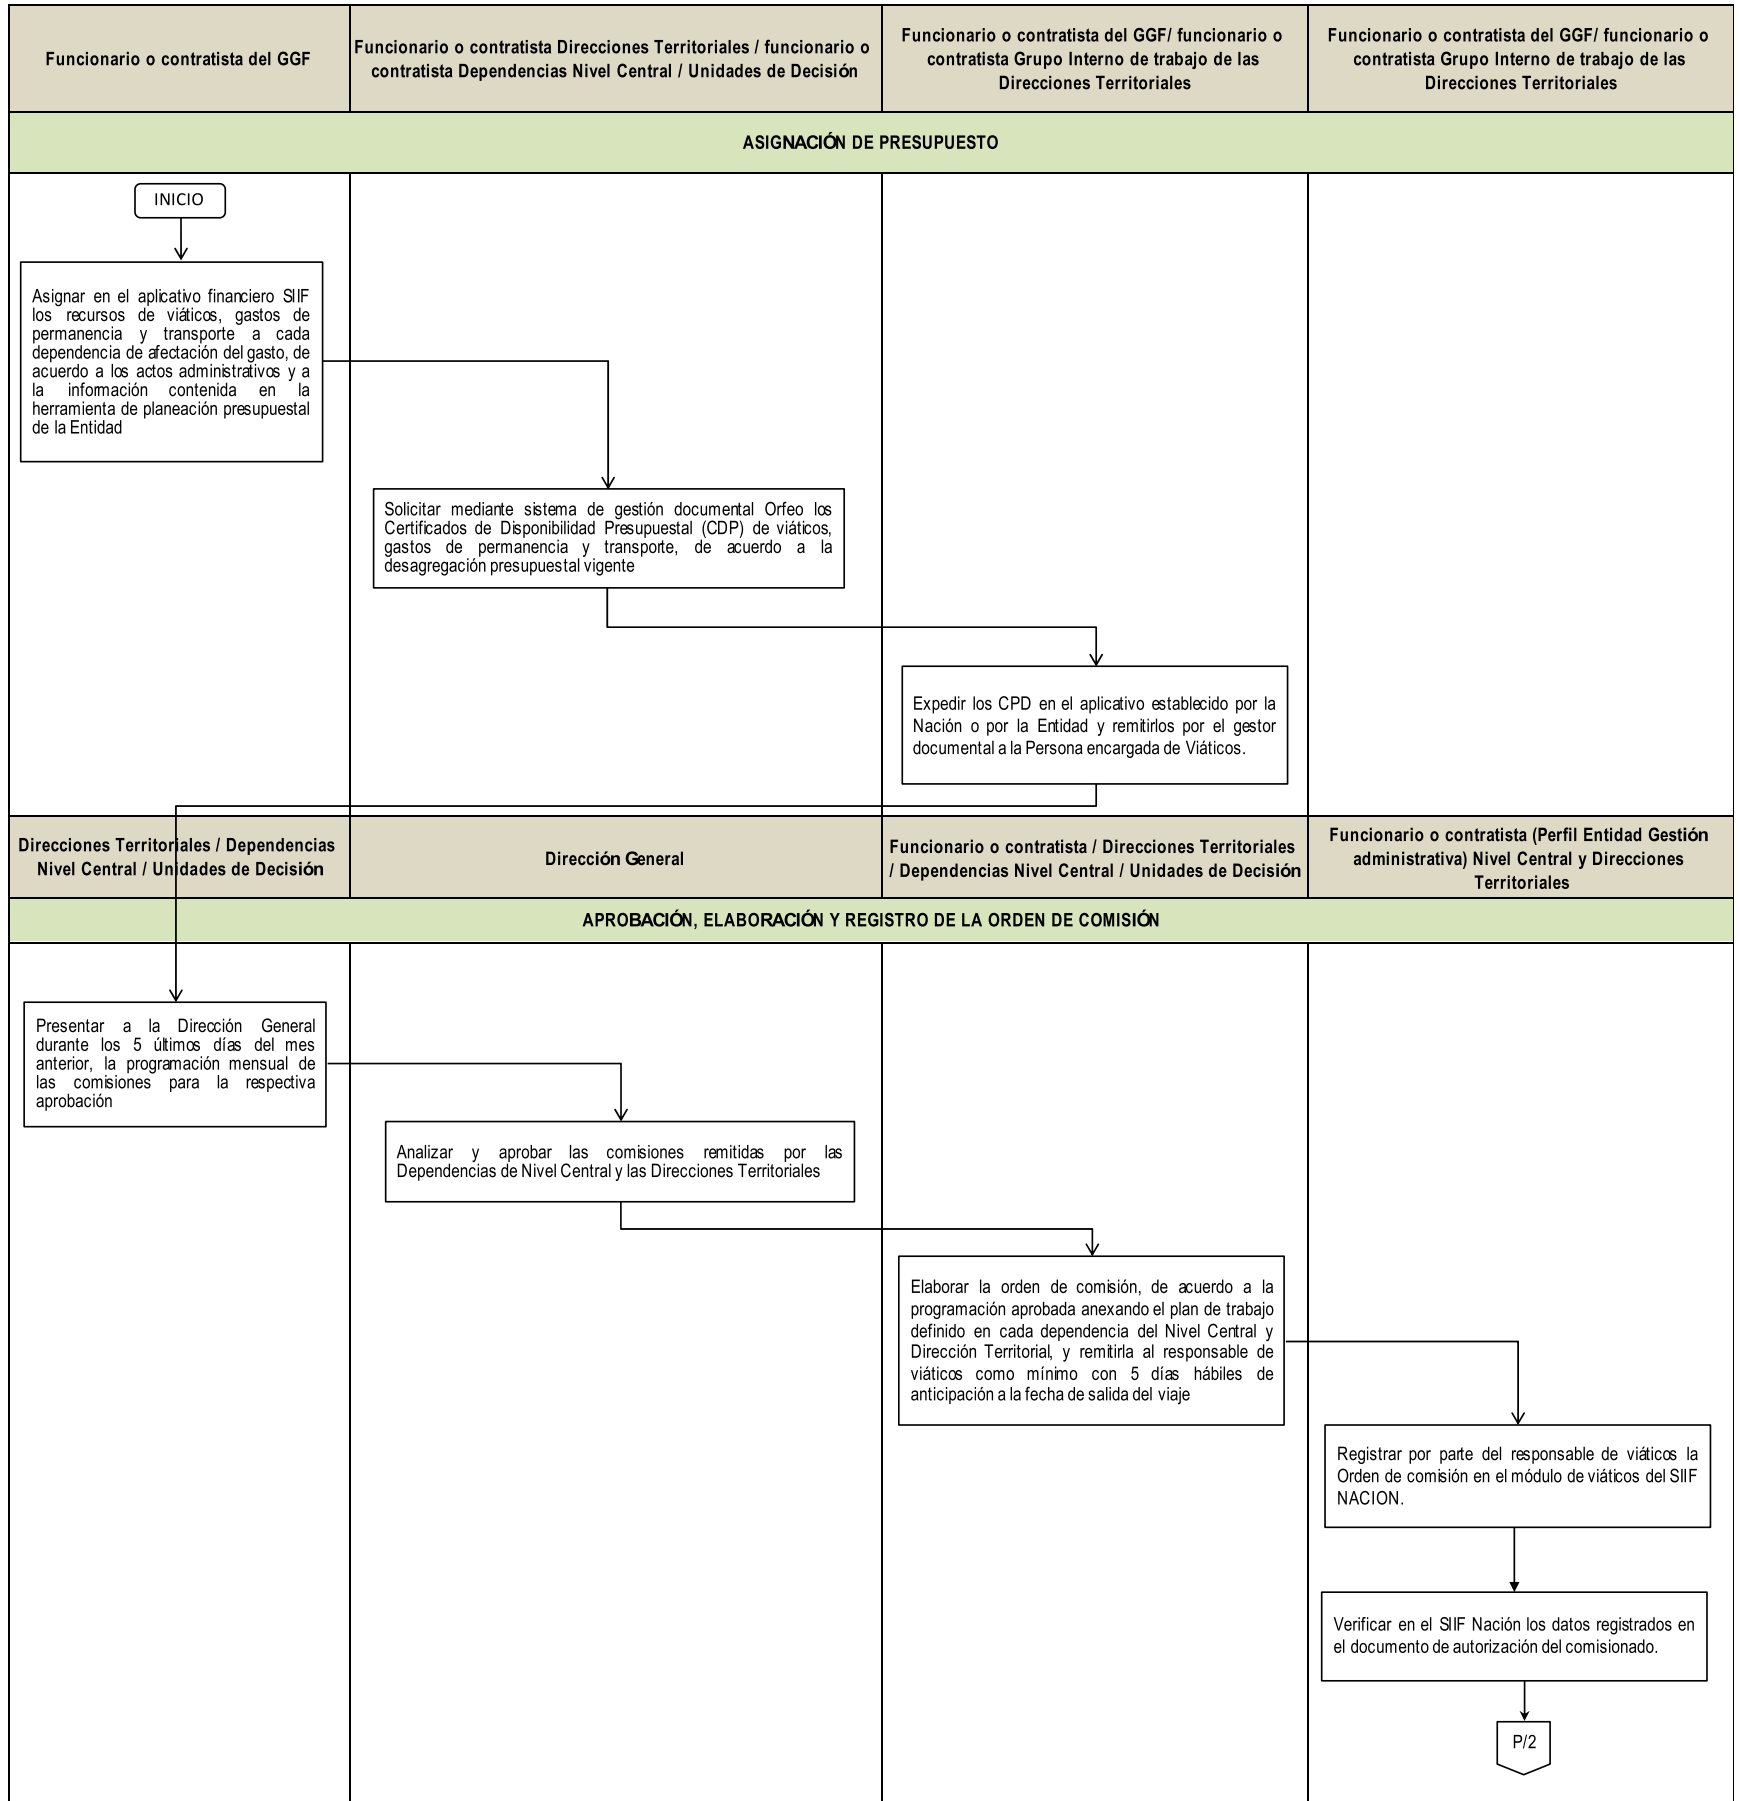 Funcionario o contratista del GGF
Funcionario o contratista Direcciones Territoriales / funcionario o
contratista Dependencias Nivel Central / Unidades de Decisión
Funcionario o contratista del GGF/ funcionario o
contratista Grupo Interno de trabajo de las
Direcciones Territoriales
Funcionario o contratista del GGF/ funcionario o
contratista Grupo Interno de trabajo de las
Direcciones Territoriales
ASIGNACIÓN DE PRESUPUESTO
INICIO
Asignar en el aplicativo financiero SIIF
los recursos de viáticos, gastos de
permanencia y transporte a cada
dependencia de afectación del gasto, de
acuerdo a los actos administrativos y a
la información contenida en la
herramienta de planeación presupuestal
de la Entidad
Solicitar mediante sistema de gestión documental Orfeo los
Certificados de Disponibilidad Presupuestal (CDP) de viáticos,
gastos de permanencia y transporte, de acuerdo a la
desagregación presupuestal vigente
Expedir los CPD en el aplicativo establecido por la
Nación o por la Entidad y remitirlos por el gestor
documental a la Persona encargada de Viáticos.
Direcciones Territoriales / Dependencias
Nivel Central / Unidades de Decisión
Dirección General
Funcionario o contratista / Direcciones Territoriales
/ Dependencias Nivel Central / Unidades de Decisión
Funcionario o contratista (Perfil Entidad Gestión
administrativa) Nivel Central y Direcciones
Territoriales
APROBACIÓN, ELABORACIÓN Y REGISTRO DE LA ORDEN DE COMISIÓN
Presentar a la Dirección General
durante los 5 últimos días del mes
anterior, la programación mensual de
las comisiones para la respectiva
aprobación
Analizar y aprobar las comisiones remitidas por las
Dependencias de Nivel Central y las Direcciones Territoriales
Elaborar la orden de comisión, de acuerdo a la
programación aprobada anexando el plan de trabajo
definido en cada dependencia del Nivel Central y
Dirección Territorial, y remitirla al responsable de
viáticos como mínimo con 5 días hábiles de
anticipación a la fecha de salida del viaje
Registrar por parte del responsable de viáticos la
Orden de comisión en el módulo de viáticos del SIIF
NACION.
Verificar en el SIIF Nación los datos registrados en
el documento de autorización del comisionado.
P/2